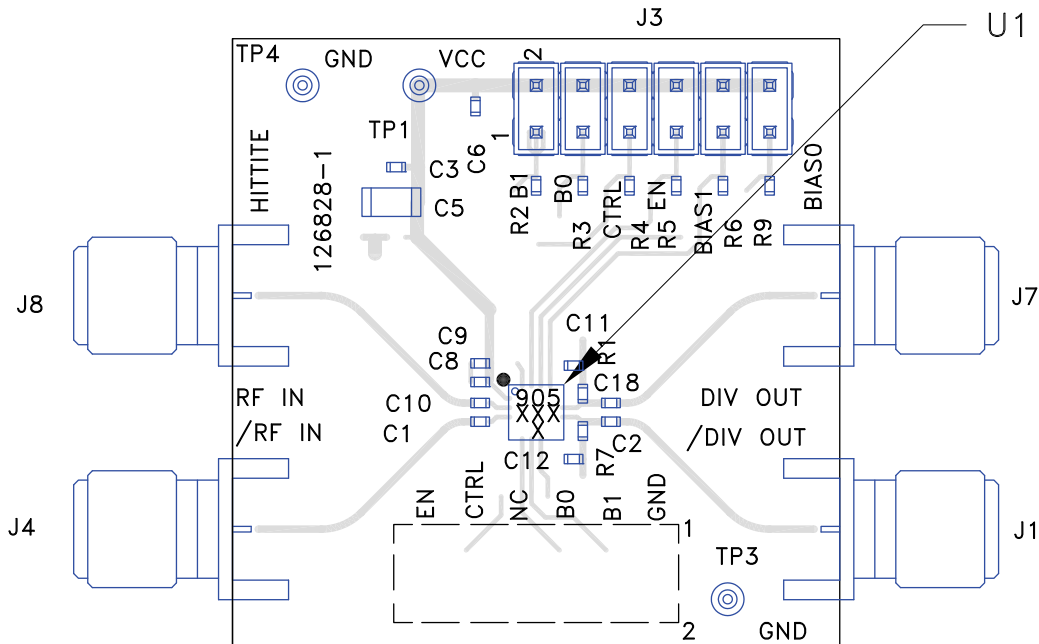 J3
U1
TP4
GND
VCC
2
1
TP1
C6
C3
C5
HITTITE
126828-1
R2
B1
B0
R3
CTRL
R4
EN
R5
BIAS1
R6
R9
BIAS0
J8
J7
C9
C8
C11
R1
C18
C10
C1
905
XXX
X
C2
C12
R7
RF IN
/RF IN
DIV OUT
/DIV OUT
EN
CTRL
NC
B0
B1
GND
J4
J1
1
2
TP3
GND